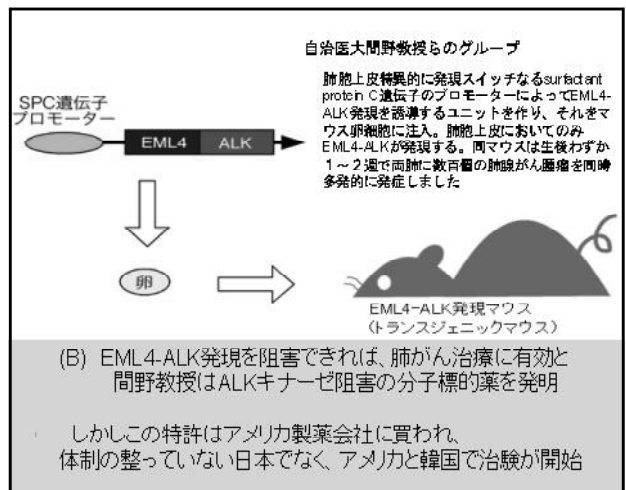 自治医大間野教授らのグループ
肺胞上皮特異的に発現スイッチなるsurfactant
protein C遺伝子のプロモーターによってEML4-
ALK発現を誘導するユニットを作り、それをマ
ウス卵細胞に注入。肺胞上皮においてのみ
EML4-ALKが発現する。同マウスは生後わずか
1~2週で両肺に数百個の肺腺がん腫瘤を同時
多発的に発症しました
SPC遺伝子
プロモーター
EML4 ALK
卵
EML4-ALK発現マウス
(トランスジェニックマウス)
(B) EML4-ALK発現を阻害できれば、肺がん治療に有効と
間野教授はALKキナーゼ阻害の分子標的薬を発明
しかしこの特許はアメリカ製薬会社に買われ、
体制の整っていない日本でなく、アメリカと韓国で治験が開始